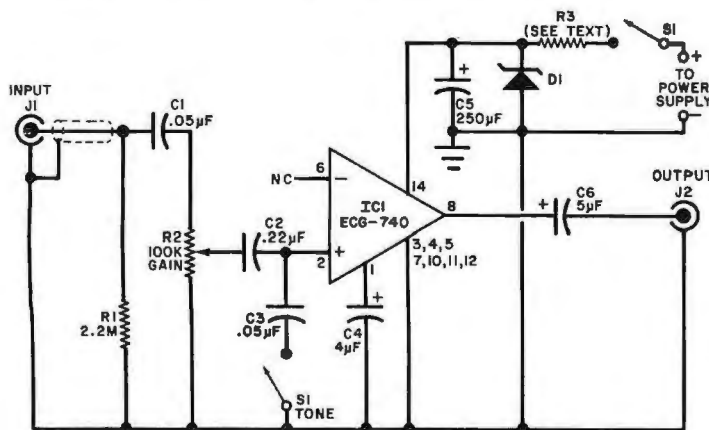 INPUT
J1
C1
.05µF
R2
100K
GAIN
R1
2.2M
C2
.22µF
C3
.05µF
S1
TONE
NC
6
−
IC1
ECG-740
+
2
1
14
8
3, 4, 5
7, 10, 11, 12
+
C4
4µF
+
C5
250µF
D1
R3
(SEE TEXT)
S1
+
TO
POWER
SUPPLY
−
+
C6
5µF
OUTPUT
J2